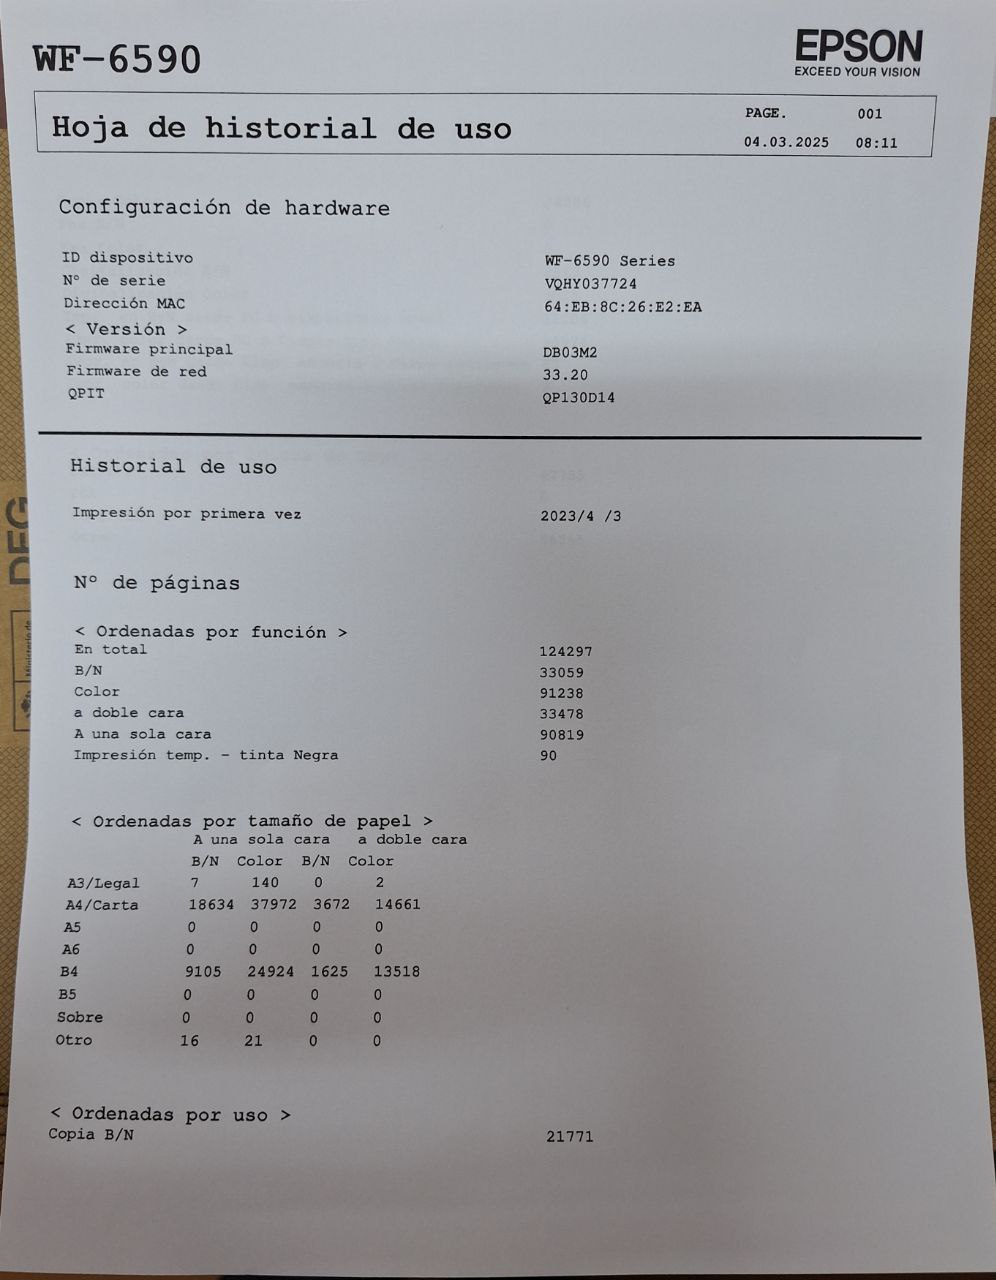 WF-6590
EPSON
EXCEED YOUR VISION
Hoja de historial de uso
PAGE. 001
04.03.2025 08:11
Configuración de hardware
ID dispositivo WF-6590 Series
Nº de serie VQHY037724
Dirección MAC 64:EB:8C:26:E2:EA
< Versión >
Firmware principal DB03M2
Firmware de red 33.20
QPIT QP130D14
Historial de uso
Impresión por primera vez 2023/4 /3
Nº de páginas
< Ordenadas por función >
En total 124297
B/N 33059
Color 91238
a doble cara 33478
A una sola cara 90819
Impresión temp. - tinta Negra 90
< Ordenadas por tamaño de papel >
A una sola cara a doble cara
B/N Color B/N Color
A3/Legal 7 140 0 2
A4/Carta 18634 37972 3672 14661
A5 0 0 0 0
A6 0 0 0 0
B4 9105 24924 1625 13518
B5 0 0 0 0
Sobre 0 0 0 0
Otro 16 21 0 0
< Ordenadas por uso >
Copia B/N 21771